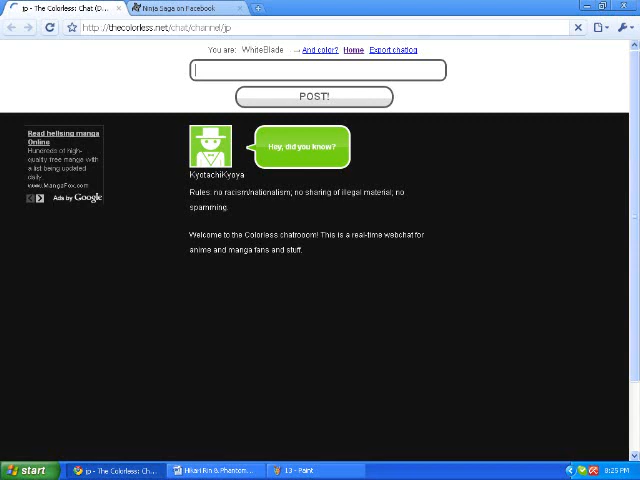 jp - The Colorless: Chat (D...
Ninja Saga on Facebook
http://thecolorless.net/chat/channel/jp
You are: WhiteBlade → And color? Home Export chatlog
POST!
Read hellsing manga
Online
Hundreds of high-
quality free manga with
a list being updated
daily
www.MangaFox.com
Ads by Google
Hey, did you know?
KyotachiKyoya
Rules: no racism/nationalism; no sharing of illegal material; no
spamming.
Welcome to the Colorless chatrooom! This is a real-time webchat for
anime and manga fans and stuff.
start
jp - The Colorless: Ch...
Hikari Rin & Phantom...
13 - Paint
8:25 PM